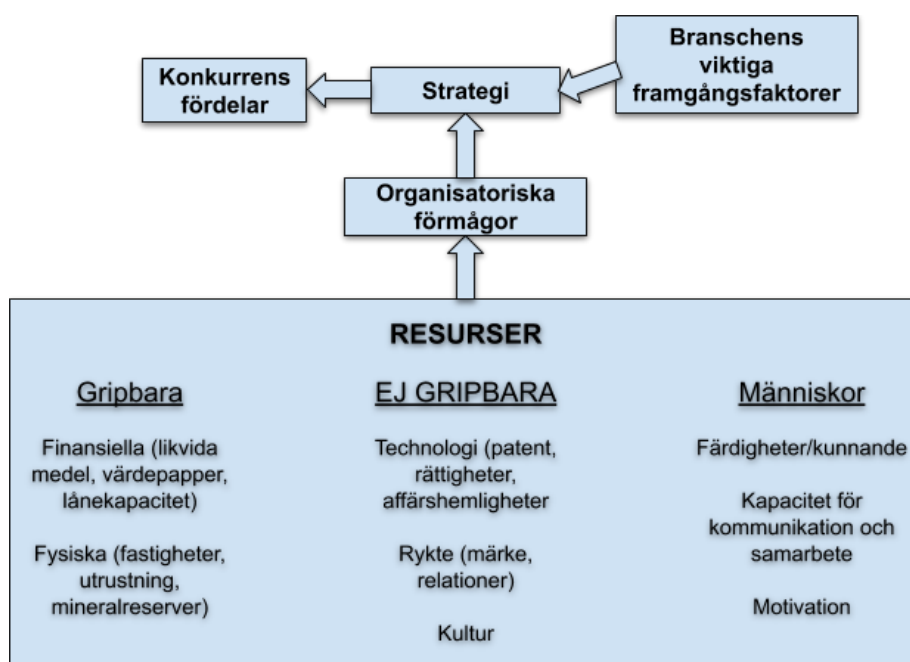 Konkurrens
fördelar
Strategi
Branschens
viktiga
framgångsfaktorer
Organisatoriska
förmågor
RESURSER
Gripbara
Finansiella (likvida
medel, värdepapper,
lånekapacitet)
Fysiska (fastigheter,
utrustning,
mineralreserver)
EJ GRIPBARA
Technologi (patent,
rättigheter,
affärshemligheter
Rykte (märke,
relationer)
Kultur
Människor
Färdigheter/kunnande
Kapacitet för
kommunikation och
samarbete
Motivation